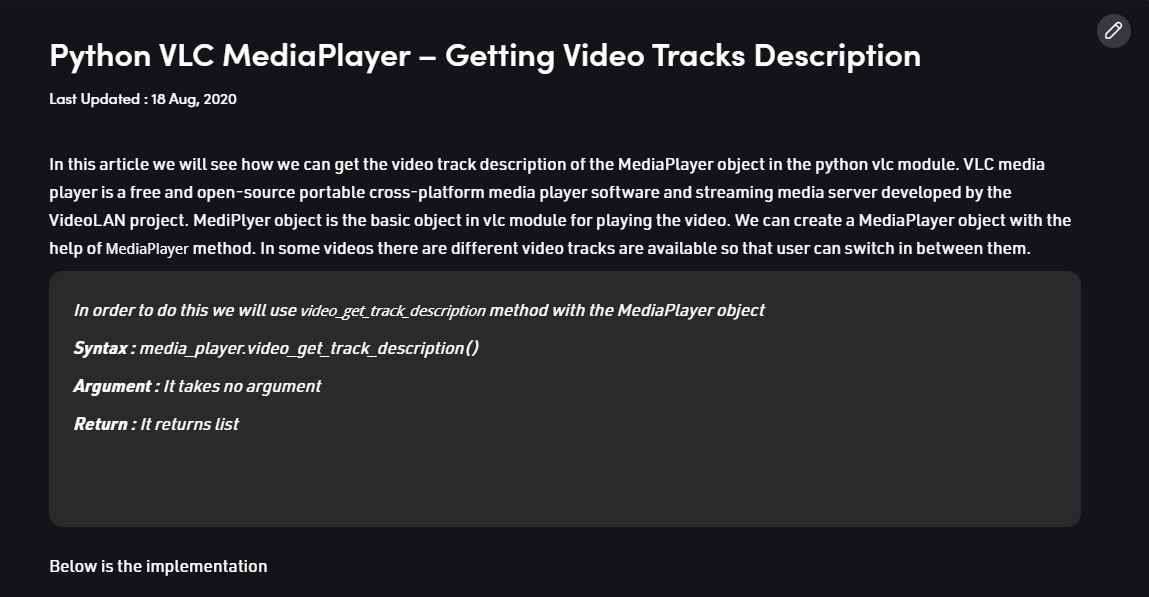 Python VLC MediaPlayer – Getting Video Tracks Description
Last Updated : 18 Aug, 2020
In this article we will see how we can get the video track description of the MediaPlayer object in the python vlc module. VLC media
player is a free and open-source portable cross-platform media player software and streaming media server developed by the
VideoLAN project. MediPlyer object is the basic object in vlc module for playing the video. We can create a MediaPlayer object with the
help of MediaPlayer method. In some videos there are different video tracks are available so that user can switch in between them.
In order to do this we will use video_get_track_description method with the MediaPlayer object
Syntax : media_player.video_get_track_description()
Argument : It takes no argument
Return : It returns list
Below is the implementation